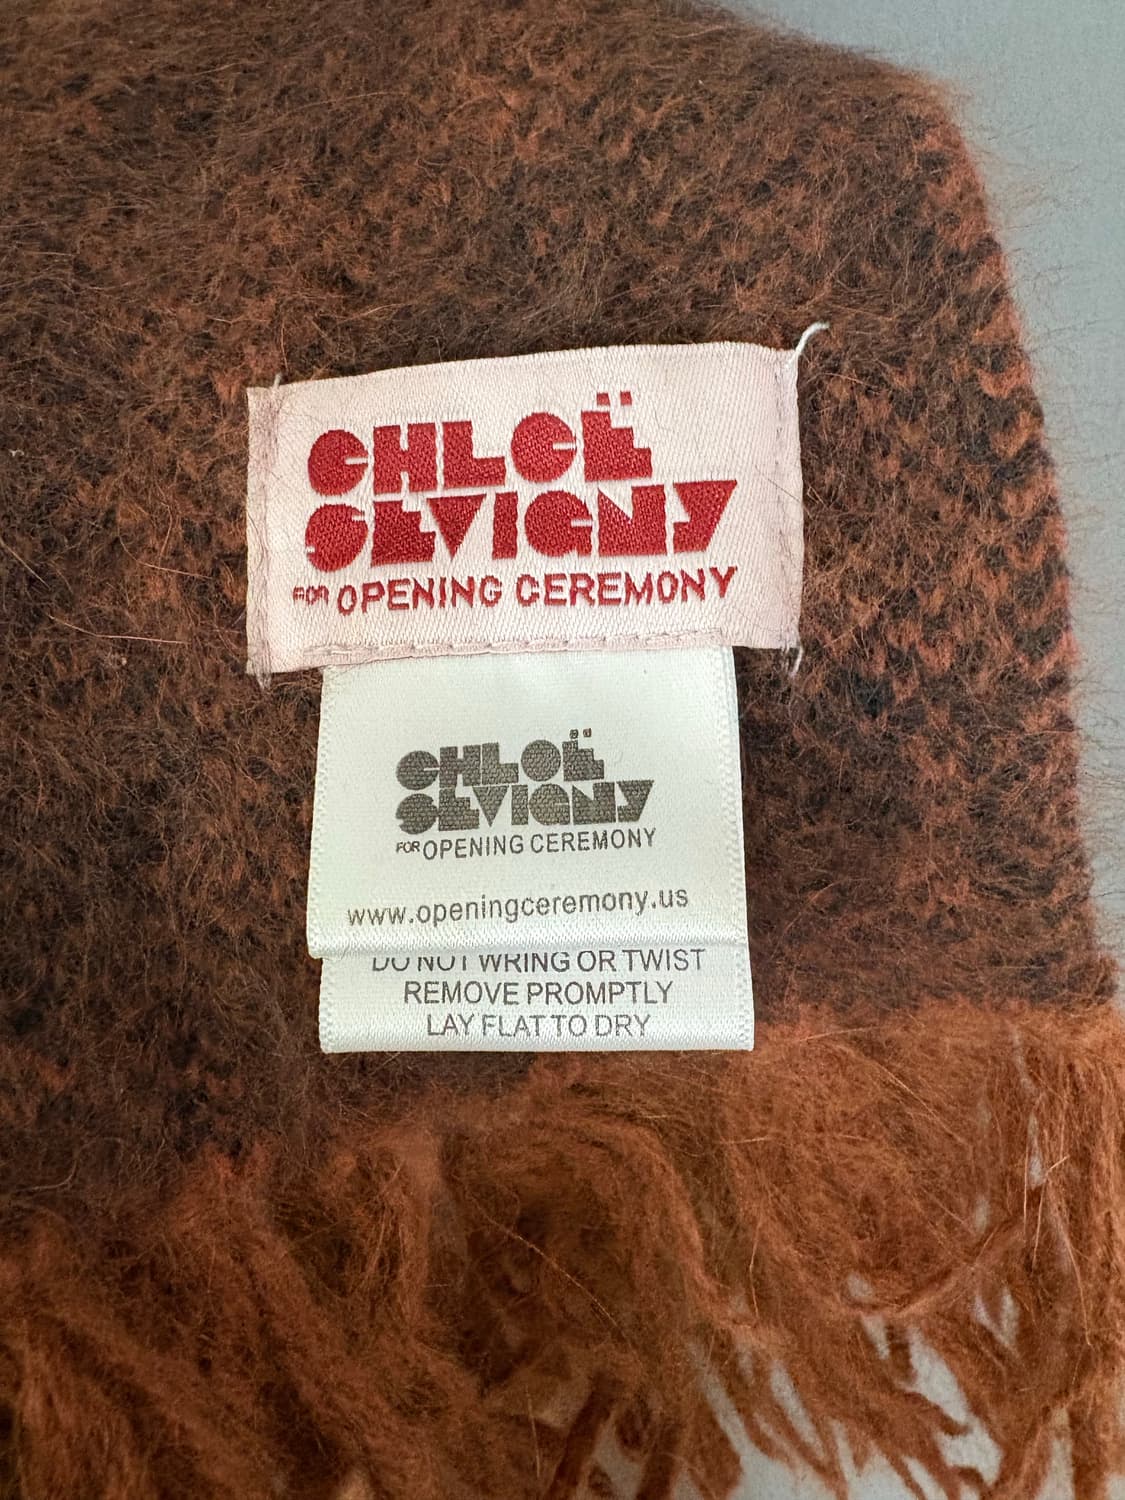 CHLOË
SEVIGNY
FOR OPENING CEREMONY
CHLOË
SEVIGNY
FOR OPENING CEREMONY
www.openingceremony.us
DO NOT WRING OR TWIST
REMOVE PROMPTLY
LAY FLAT TO DRY